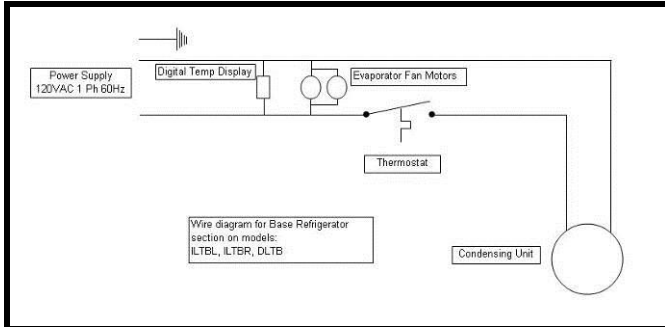 Digital Temp Display
Evaporator Fan Motors
Power Supply
120VAC 1 Ph 60Hz
Thermostat
Wire diagram for Base Refrigerator
section on models:
ILTBL, ILTBR, DLTB
Condensing Unit